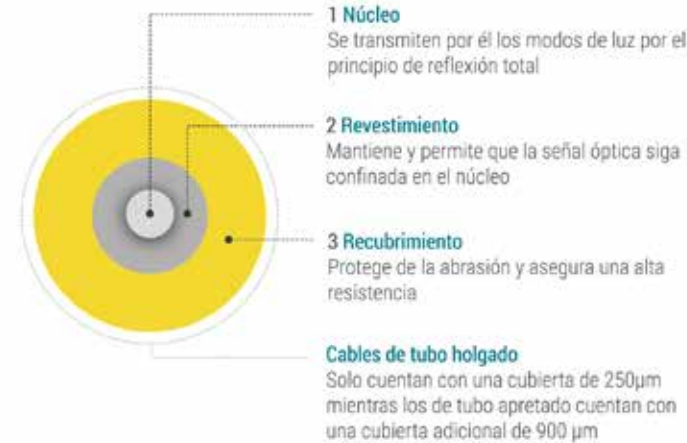 1 Núcleo
Se transmiten por él los modos de luz por el
principio de reflexión total
2 Revestimiento
Mantiene y permite que la señal óptica siga
confinada en el núcleo
3 Recubrimiento
Protege de la abrasión y asegura una alta
resistencia
Cables de tubo holgado
Solo cuentan con una cubierta de 250µm
mientras los de tubo apretado cuentan con
una cubierta adicional de 900 µm